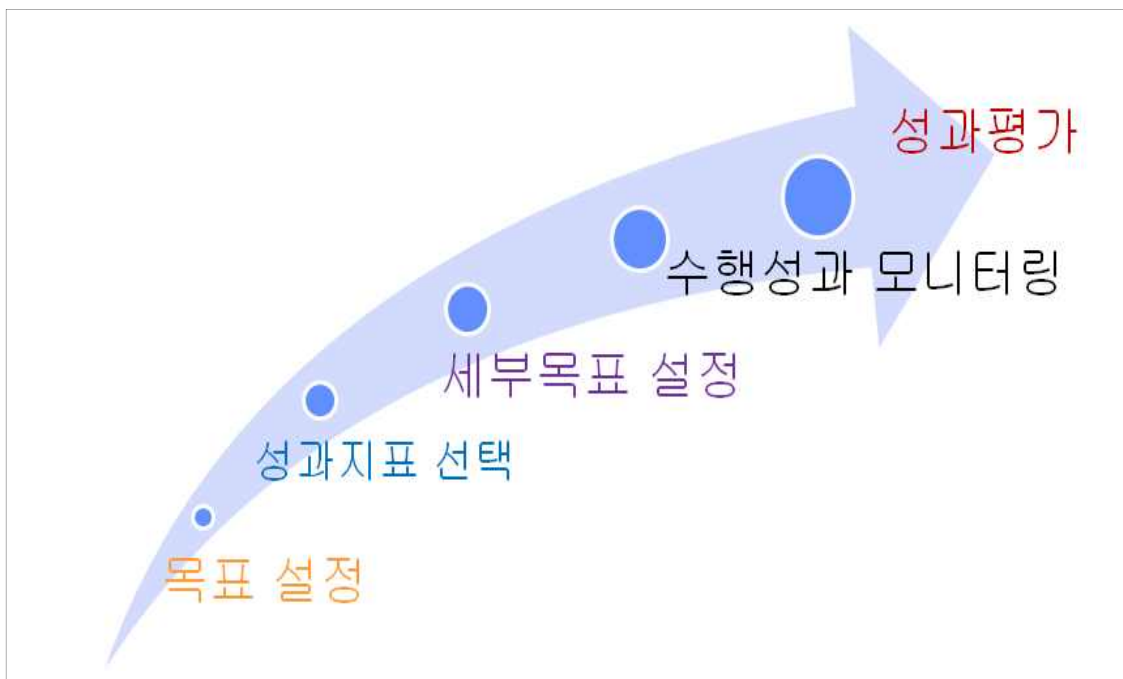 성과평가
수행성과 모니터링
세부목표 설정
성과지표 선택
목표 설정